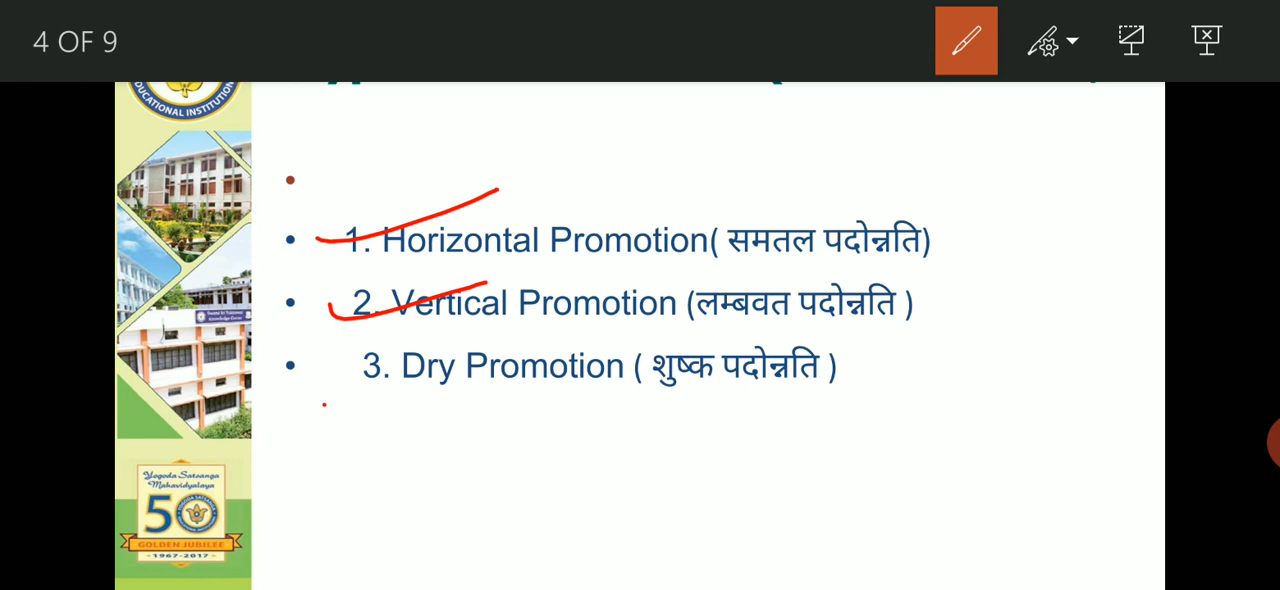 4 OF 9
UCATIONAL INSTITUTION
1. Horizontal Promotion( समतल पदोन्नति)
2. Vertical Promotion (लम्बवत पदोन्नति )
3. Dry Promotion ( शुष्क पदोन्नति )
Yogoda Satsanga
Mahavidyalaya
50
GOLDEN JUBILEE
-1967-2017-